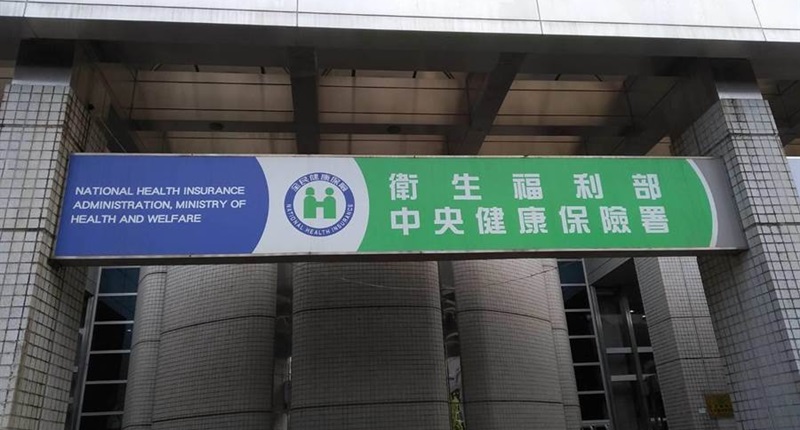 NATIONAL HEALTH INSURANCE
ADMINISTRATION, MINISTRY OF
HEALTH AND WELFARE
全民健康保險
NATIONAL HEALTH INSURANCE
衛生福利部
中央健康保險署